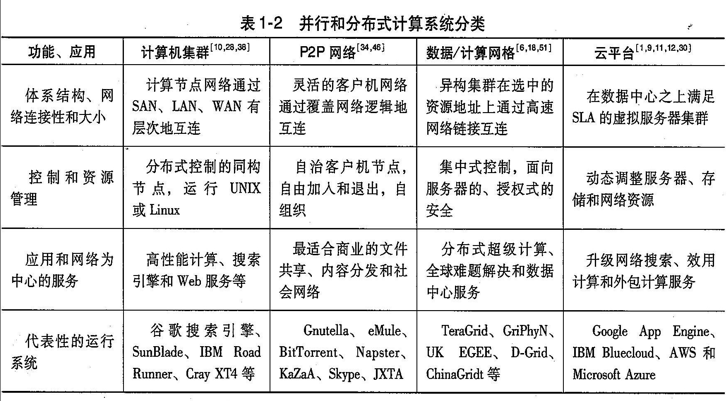 表1-2 并行和分布式计算系统分类
功能、应用 计算机集群[10,28,38] P2P 网络[34,46] 数据/计算网格[6,18,51] 云平台[1,9,11,12,30]
体系结构、网
络连接性和大小
计算节点网络通过
SAN、LAN、WAN 有
层次地互连
灵活的客户机网络
通过覆盖网络逻辑地
互连
异构集群在选中的
资源地址上通过高速
网络链接互连
在数据中心之上满足
SLA 的虚拟服务器集群
控制和资源
管理
分布式控制的同构
节点，运行 UNIX
或 Linux
自治客户机节点，
自由加入和退出，自
组织
集中式控制，面向
服务器的、授权式的
安全
动态调整服务器、存
储和网络资源
应用和网络为
中心的服务
高性能计算、搜索
引擎和 Web 服务等
最适合商业的文件
共享、内容分发和社
会网络
分布式超级计算、
全球难题解决和数据
中心服务
升级网络搜索、效用
计算和外包计算服务
代表性的运行
系统
谷歌搜索引擎、
SunBlade、IBM Road
Runner、Cray XT4 等
Gnutella、eMule、
BitTorrent、Napster、
KaZaA、Skype、JXTA
TeraGrid、GriPhyN、
UK EGEE、D-Grid、
ChinaGridt 等
Google App Engine、
IBM Bluecloud、AWS 和
Microsoft Azure